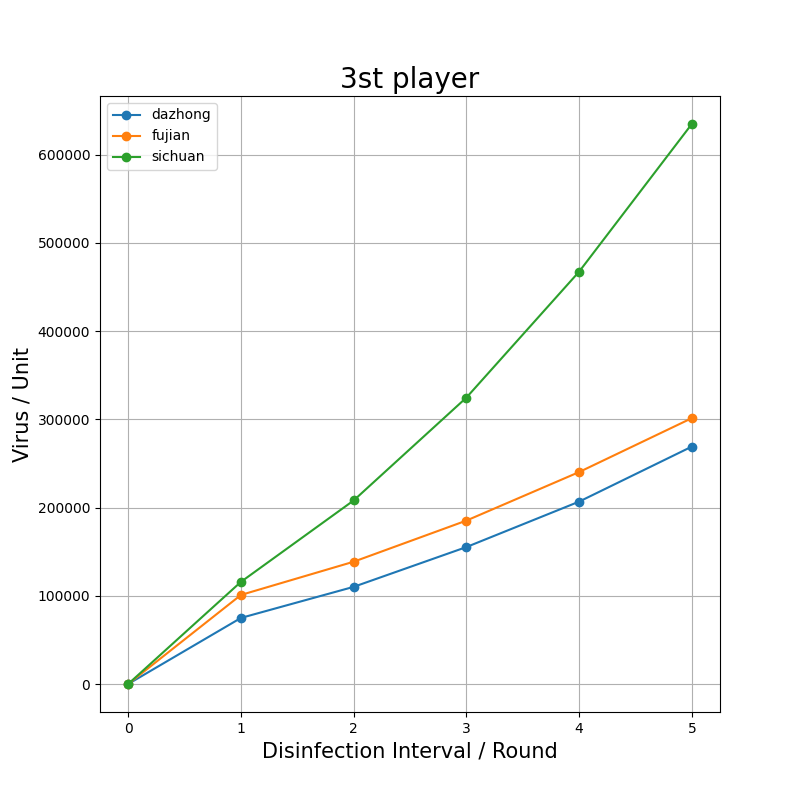 3st player
dazhong
fujian
sichuan
600000
500000
400000
300000
200000
100000
0
Virus / Unit
0 1 2 3 4 5
Disinfection Interval / Round